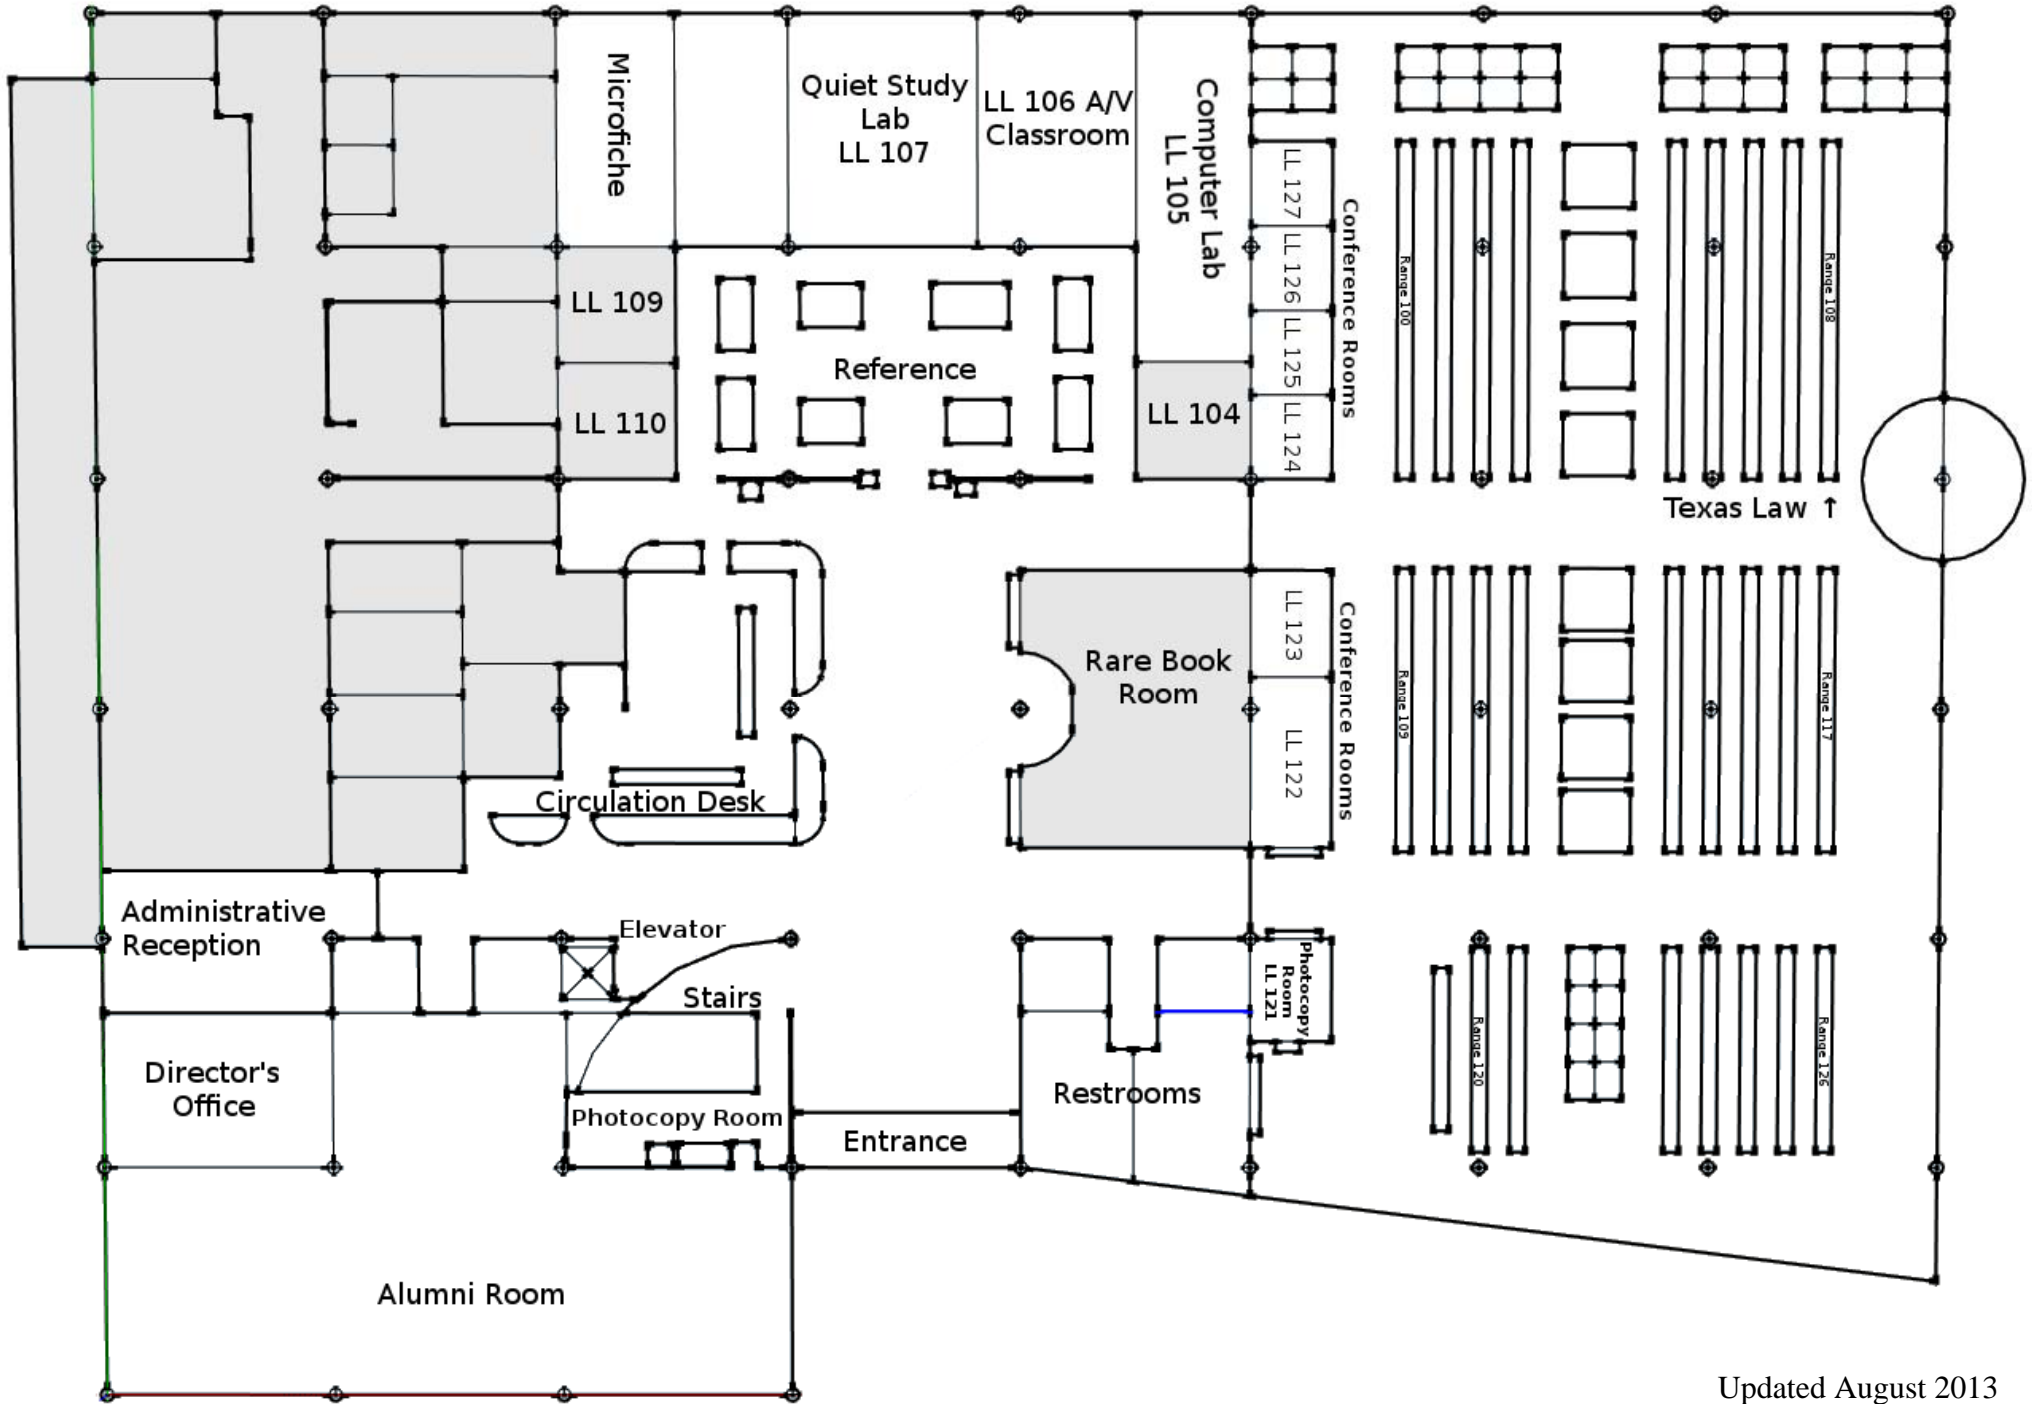 Microfiche
Quiet Study
Lab
LL 107
LL 106 A/V
Classroom
Computer Lab
LL 105
LL 127
LL 126
LL 125
LL 124
Conference Rooms
Range 100
Range 108
LL 109
LL 110
Reference
LL 104
Texas Law ↑
Rare Book
Room
LL 123
LL 122
Conference Rooms
Range 109
Range 117
Circulation Desk
Administrative
Reception
Elevator
Stairs
Photocopy
Room
LL 121
Range 120
Range 126
Director's
Office
Photocopy Room
Entrance
Restrooms
Alumni Room
Updated August 2013